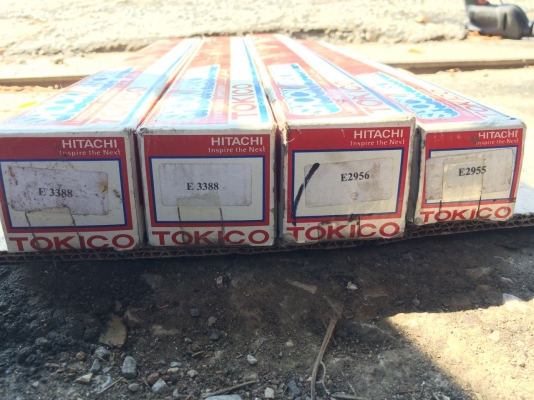 HITACHI
Inspire the Next
E 3388
TOKICO
HITACHI
Inspire the Next
E 3388
TOKICO
TOKICO
HITACHI
Inspire the Next
E2956
TOKICO
HITACHI
Inspire the Next
E2955
TOKICO